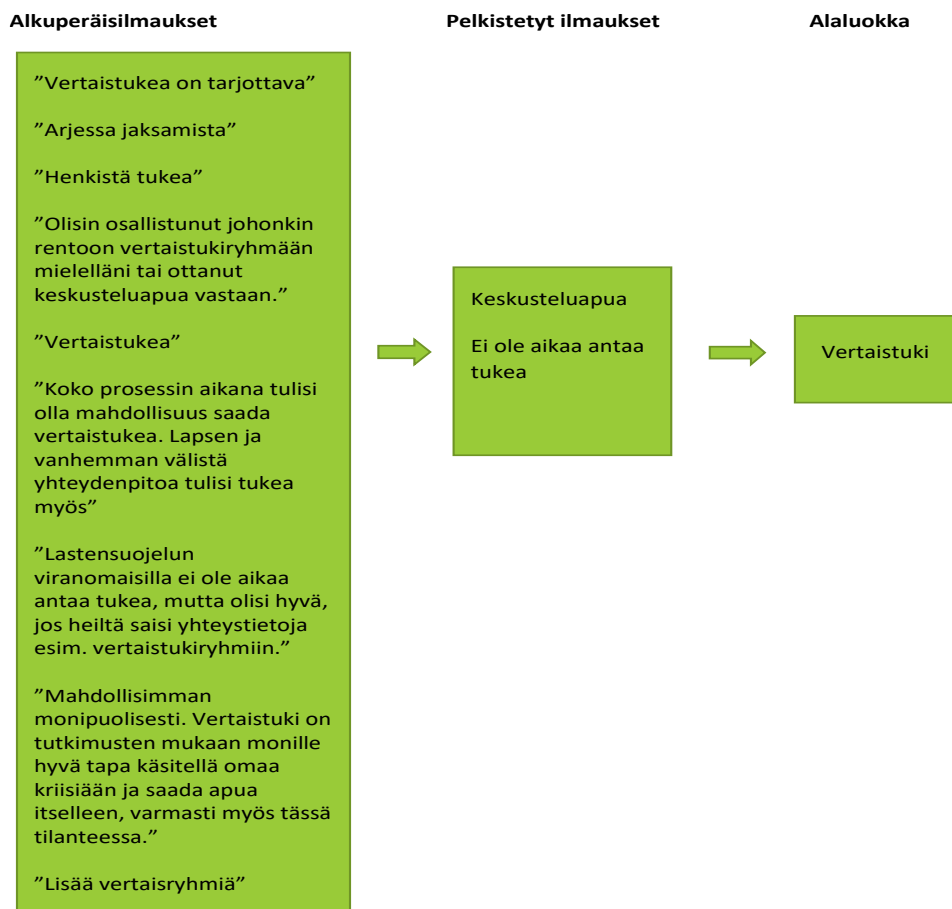 Alkuperäisilmaukset
Pelkistetyt ilmaukset
Alaluokka
”Vertaistukea on tarjottava”
”Arjessa jaksamista”
”Henkistä tukea”
”Olisin osallistunut johonkin
rentoon vertaistukiryhmään
mielelläni tai ottanut
keskusteluapua vastaan.”
”Vertaistukea”
”Koko prosessin aikana tulisi
olla mahdollisuus saada
vertaistukea. Lapsen ja
vanhemman välistä
yhteydenpitoa tulisi tukea
myös”
”Lastensuojelun
viranomaisilla ei ole aikaa
antaa tukea, mutta olisi hyvä,
jos heiltä saisi yhteystietoja
esim. vertaistukiryhmiin.”
”Mahdollisimman
monipuolisesti. Vertaistuki on
tutkimusten mukaan monille
hyvä tapa käsitellä omaa
kriisiään ja saada apua
itselleen, varmasti myös tässä
tilanteessa.”
”Lisää vertaisryhmiä”
Keskusteluapua
Ei ole aikaa antaa
tukea
Vertaistuki